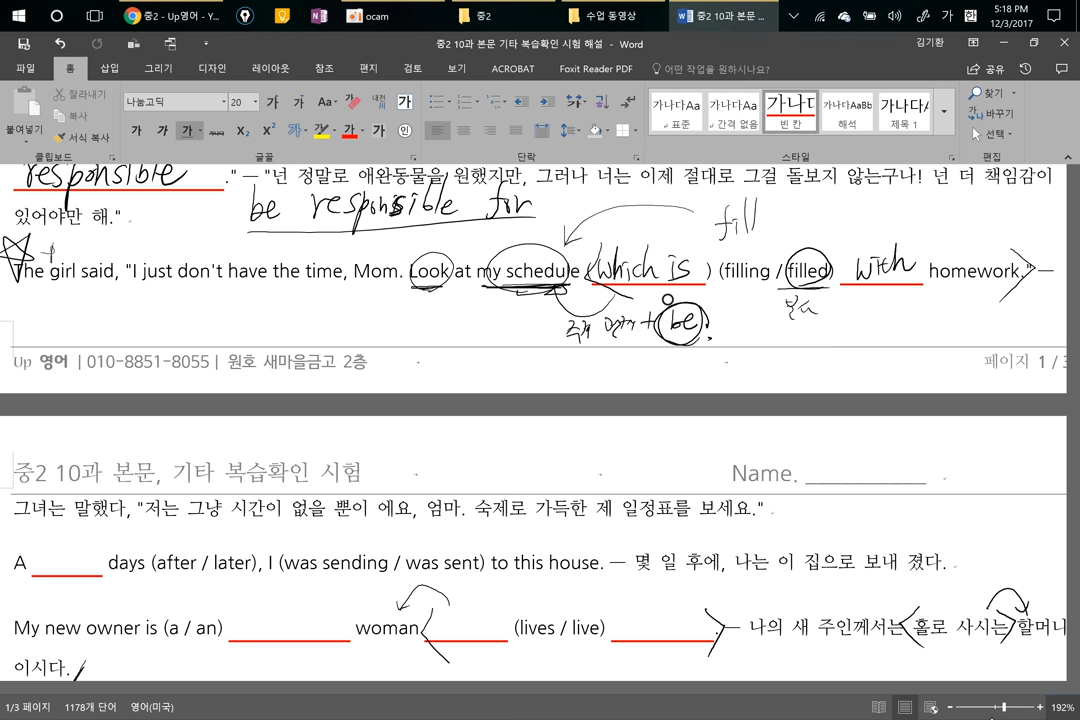 중2 - Up영어 - Y...
ocam
중2
수업 동영상
중2 10과 본문 ...
가
한
5:18 PM
12/3/2017
중2 10과 본문 기타 복습확인 시험 해설 - Word
김기환
파일 홈 삽입 그리기 디자인 레이아웃 참조 편지 검토 보기 ACROBAT Foxit Reader PDF 어떤 작업을 원하시나요? 공유
붙여넣기 잘라내기 복사 서식 복사
나눔고딕 20
가나다Aa 가나다Aa 가나다 가나다AaBb 가나다A
표준 간격 없음 빈 칸 해석 제목 1
찾기 바꾸기 선택
클립보드 글꼴 단락 스타일 편집
responsible ." — "넌 정말로 애완동물을 원했지만, 그러나 너는 이제 절대로 그걸 돌보지 않는구나! 넌 더 책임감이
있어야만 해."
be responsible for
fill
The girl said, "I just don't have the time, Mom. Look at my schedule (which is ) (filling / filled) with homework." —
주격 + be
Up 영어 | 010-8851-8055 | 원호 새마을금고 2층 페이지 1 / 3
중2 10과 본문, 기타 복습확인 시험 Name. __________
그녀는 말했다, "저는 그냥 시간이 없을 뿐이 에요, 엄마. 숙제로 가득한 제 일정표를 보세요."
A ______ days (after / later), I (was sending / was sent) to this house. — 몇 일 후에, 나는 이 집으로 보내 졌다.
My new owner is (a / an) ______ woman ______ (lives / live) ______. — 나의 새 주인께서는 홀로 사시는 할머니
이시다.
1/3 페이지 1178개 단어 영어(미국) 192%